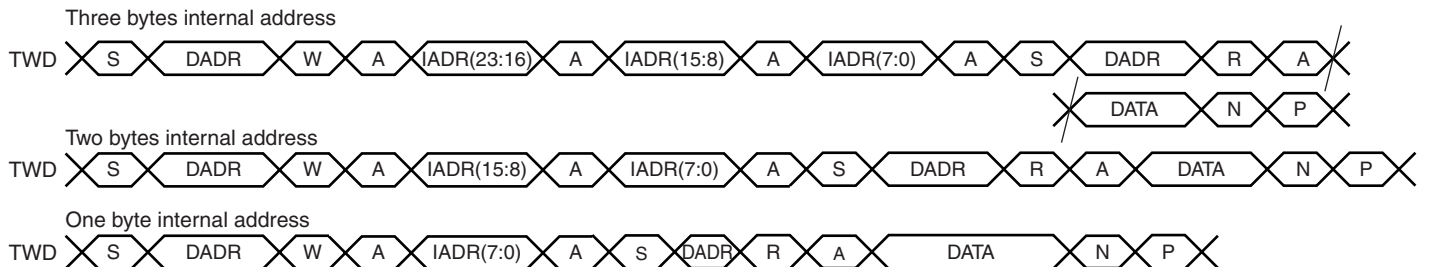 Three bytes internal address
TWD S DADR W A IADR(23:16) A IADR(15:8) A IADR(7:0) A S DADR R A
DATA N P
Two bytes internal address
TWD S DADR W A IADR(15:8) A IADR(7:0) A S DADR R A DATA N P
One byte internal address
TWD S DADR W A IADR(7:0) A S DADR R A DATA N P